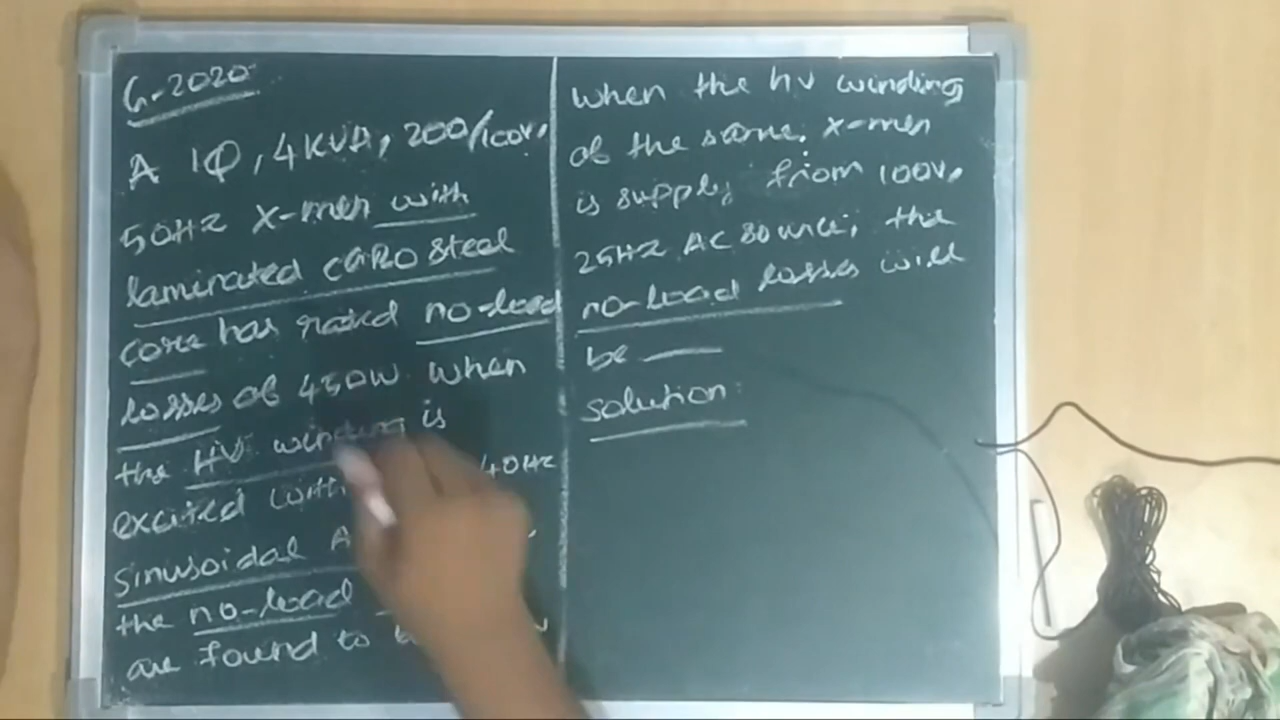 G-2020
A 1Φ, 4KVA, 200/100V,
50Hz X-mer with
laminated CRGO steel
core has rated no-load
losses of 450W when
the HV winding is
excited with 40Hz
sinusoidal A
the no-load
are found to
when the hv winding
of the same, X-mer
is supply from 100V,
25Hz AC source, the
no-load losses will
be
solution: